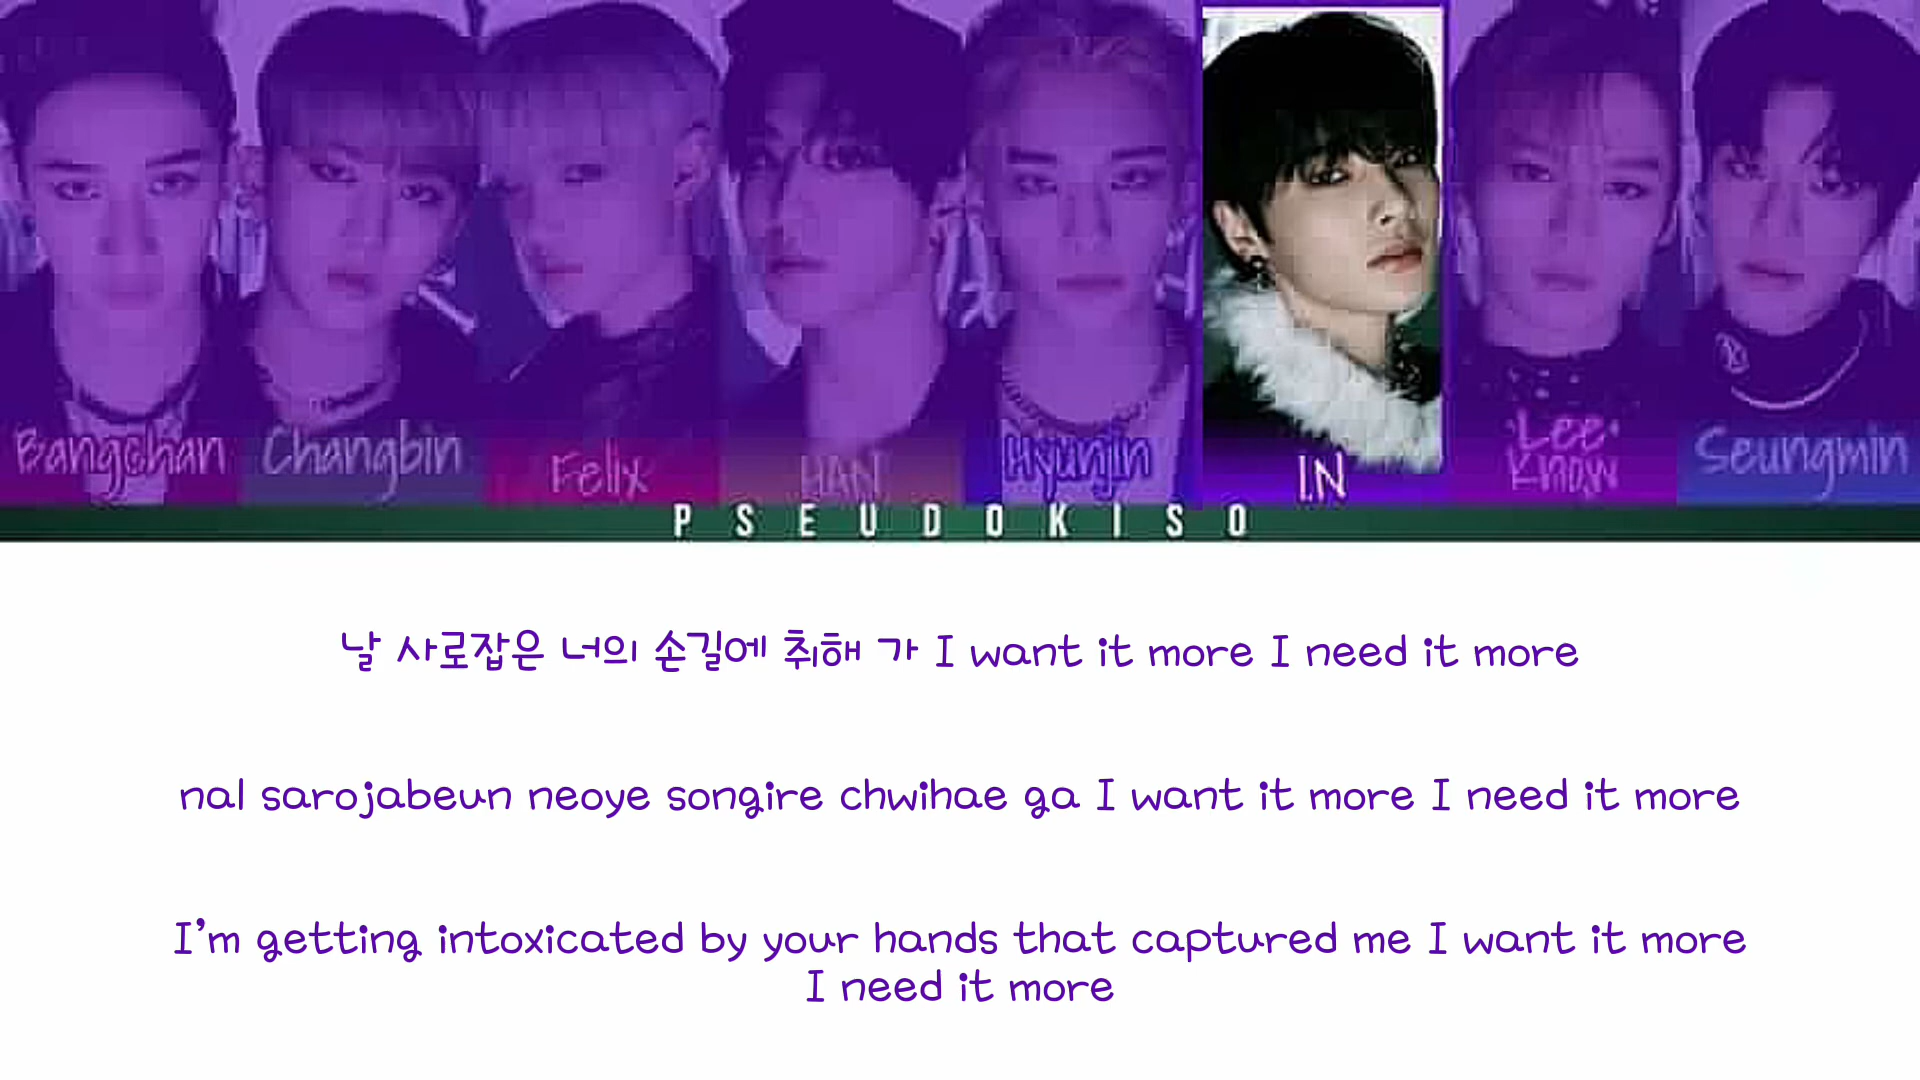 Bangchan Changbin Felix HAN Hyunjin I.N Lee Know Seungmin
PSEUDOKISO
날 사로잡은 너의 손길에 취해 가 I want it more I need it more
nal sarojabeun neoye songire chwihae ga I want it more I need it more
I'm getting intoxicated by your hands that captured me I want it more
I need it more